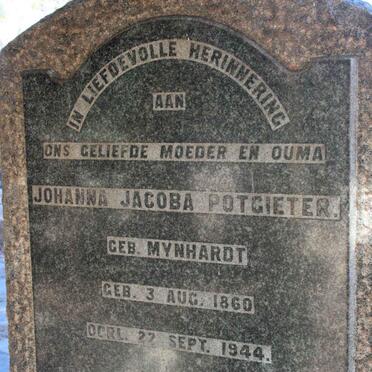 IN LIEFDEVOLLE HERINNERING
AAN
ONS GELIEFDE MOEDER EN OUMA
JOHANNA JACOBA POTGIETER.
GEB. MYNHARDT
GEB. 3 AUG. 1860
OORL. 22 SEPT. 1944.